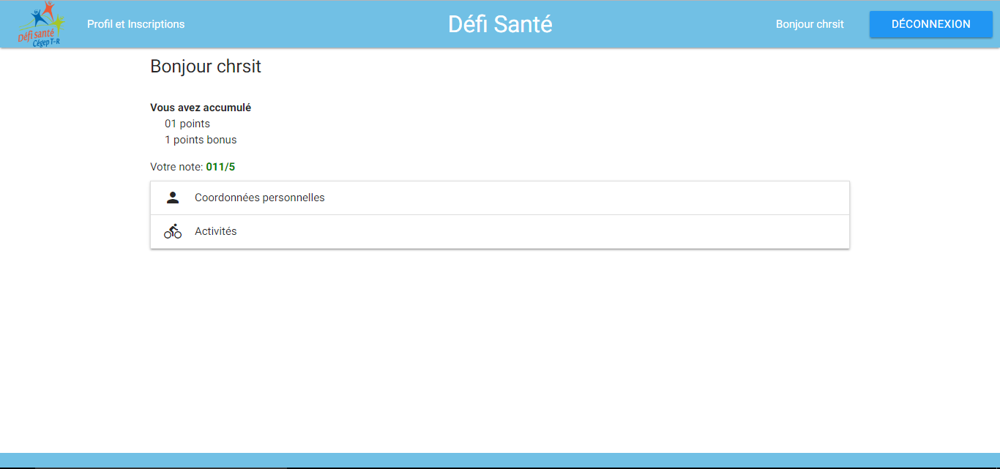 Défi santé
Cégep T-R
Profil et Inscriptions
Défi Santé
Bonjour chrsit
DÉCONNEXION
Bonjour chrsit
Vous avez accumulé
01 points
1 points bonus
Votre note: 011/5
Coordonnées personnelles
Activités